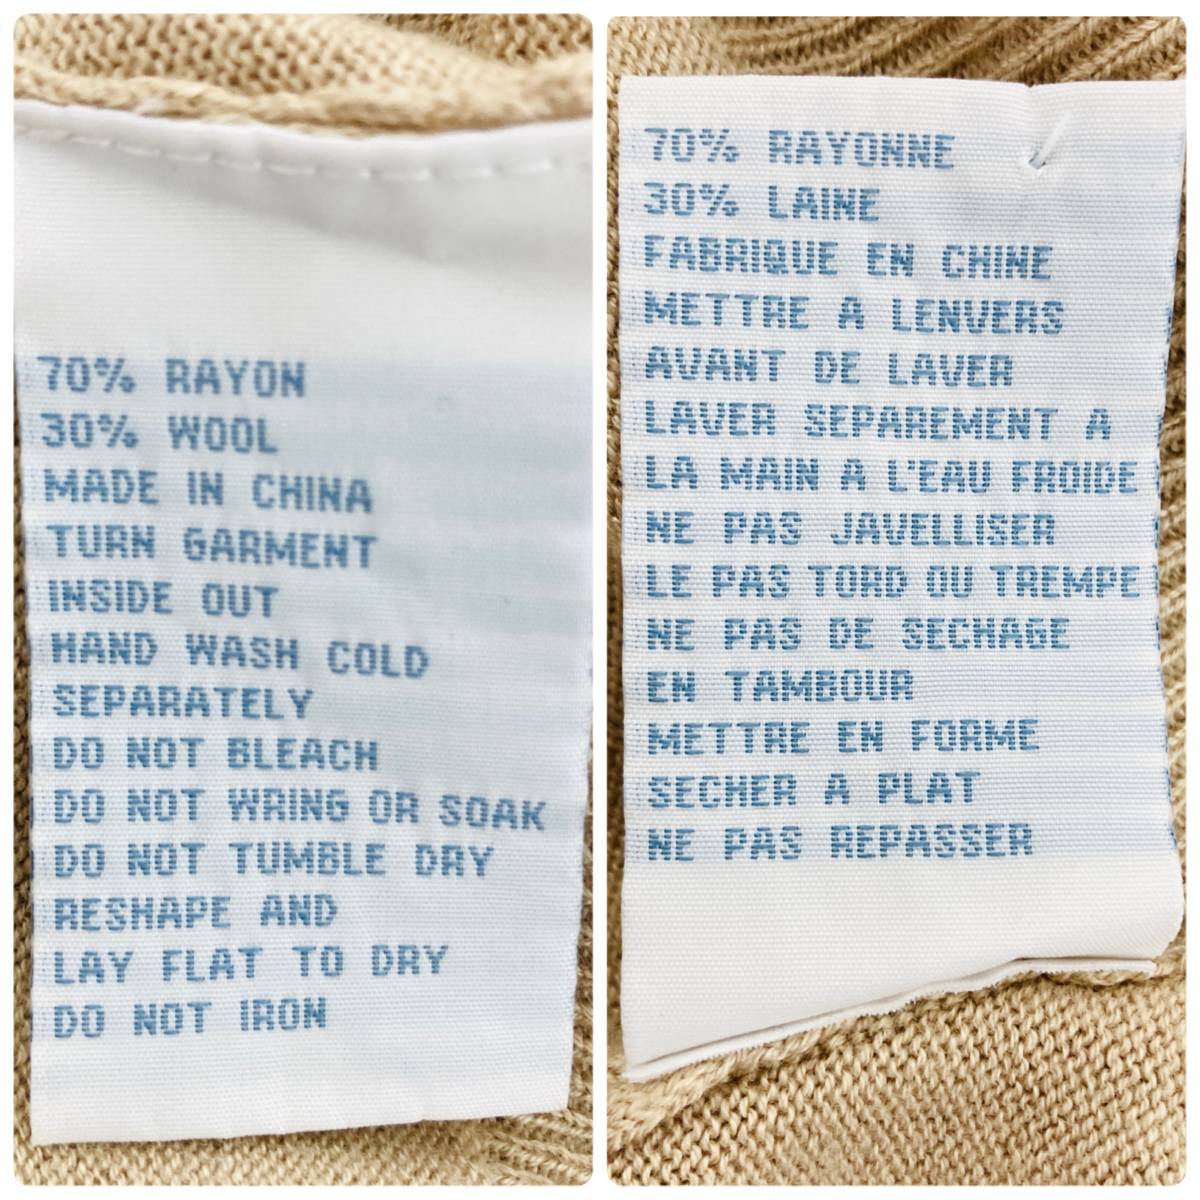 70% RAYON
30% WOOL
MADE IN CHINA
TURN GARMENT
INSIDE OUT
HAND WASH COLD
SEPARATELY
DO NOT BLEACH
DO NOT WRING OR SOAK
DO NOT TUMBLE DRY
RESHAPE AND
LAY FLAT TO DRY
DO NOT IRON
70% RAYONNE
30% LAINE
FABRIQUE EN CHINE
METTRE A LENVERS
AVANT DE LAVER
LAVER SEPAREMENT A
LA MAIN A L'EAU FROIDE
NE PAS JAVELLISER
LE PAS TORD OU TREMPE
NE PAS DE SECHAGE
EN TAMBOUR
METTRE EN FORME
SECHER A PLAT
NE PAS REPASSER